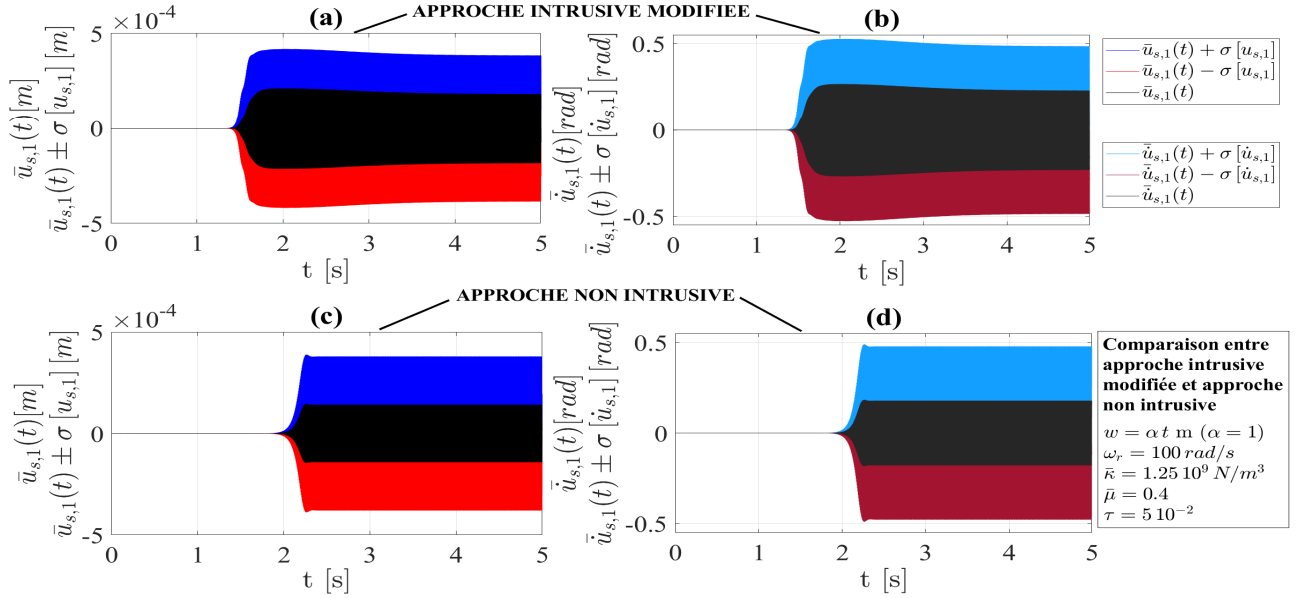 APPROCHE INTRUSIVE MODIFIEE
(a)
(b)
×10⁻⁴
5
0
-5
0 1 2 3 4 5
t [s]
ū_{s,1}(t)[m]
ū_{s,1}(t) ± σ [u_{s,1}] [m]
0.5
0
-0.5
0 1 2 3 4 5
t [s]
u̇̄_{s,1}(t)[rad]
u̇̄_{s,1}(t) ± σ [u̇_{s,1}] [rad]
ū_{s,1}(t) + σ [u_{s,1}]
ū_{s,1}(t) − σ [u_{s,1}]
ū_{s,1}(t)
u̇̄_{s,1}(t) + σ [u̇_{s,1}]
u̇̄_{s,1}(t) − σ [u̇_{s,1}]
u̇̄_{s,1}(t)
APPROCHE NON INTRUSIVE
(c)
(d)
×10⁻⁴
5
0
-5
0 1 2 3 4 5
t [s]
ū_{s,1}(t)[m]
ū_{s,1}(t) ± σ [u_{s,1}] [m]
0.5
0
-0.5
0 1 2 3 4 5
t [s]
u̇̄_{s,1}(t)[rad]
u̇̄_{s,1}(t) ± σ [u̇_{s,1}] [rad]
Comparaison entre
approche intrusive
modifiée et approche
non intrusive
w = α t m (α = 1)
ω_r = 100 rad/s
κ̄ = 1.25 10⁹ N/m³
μ̄ = 0.4
τ = 5 10⁻²